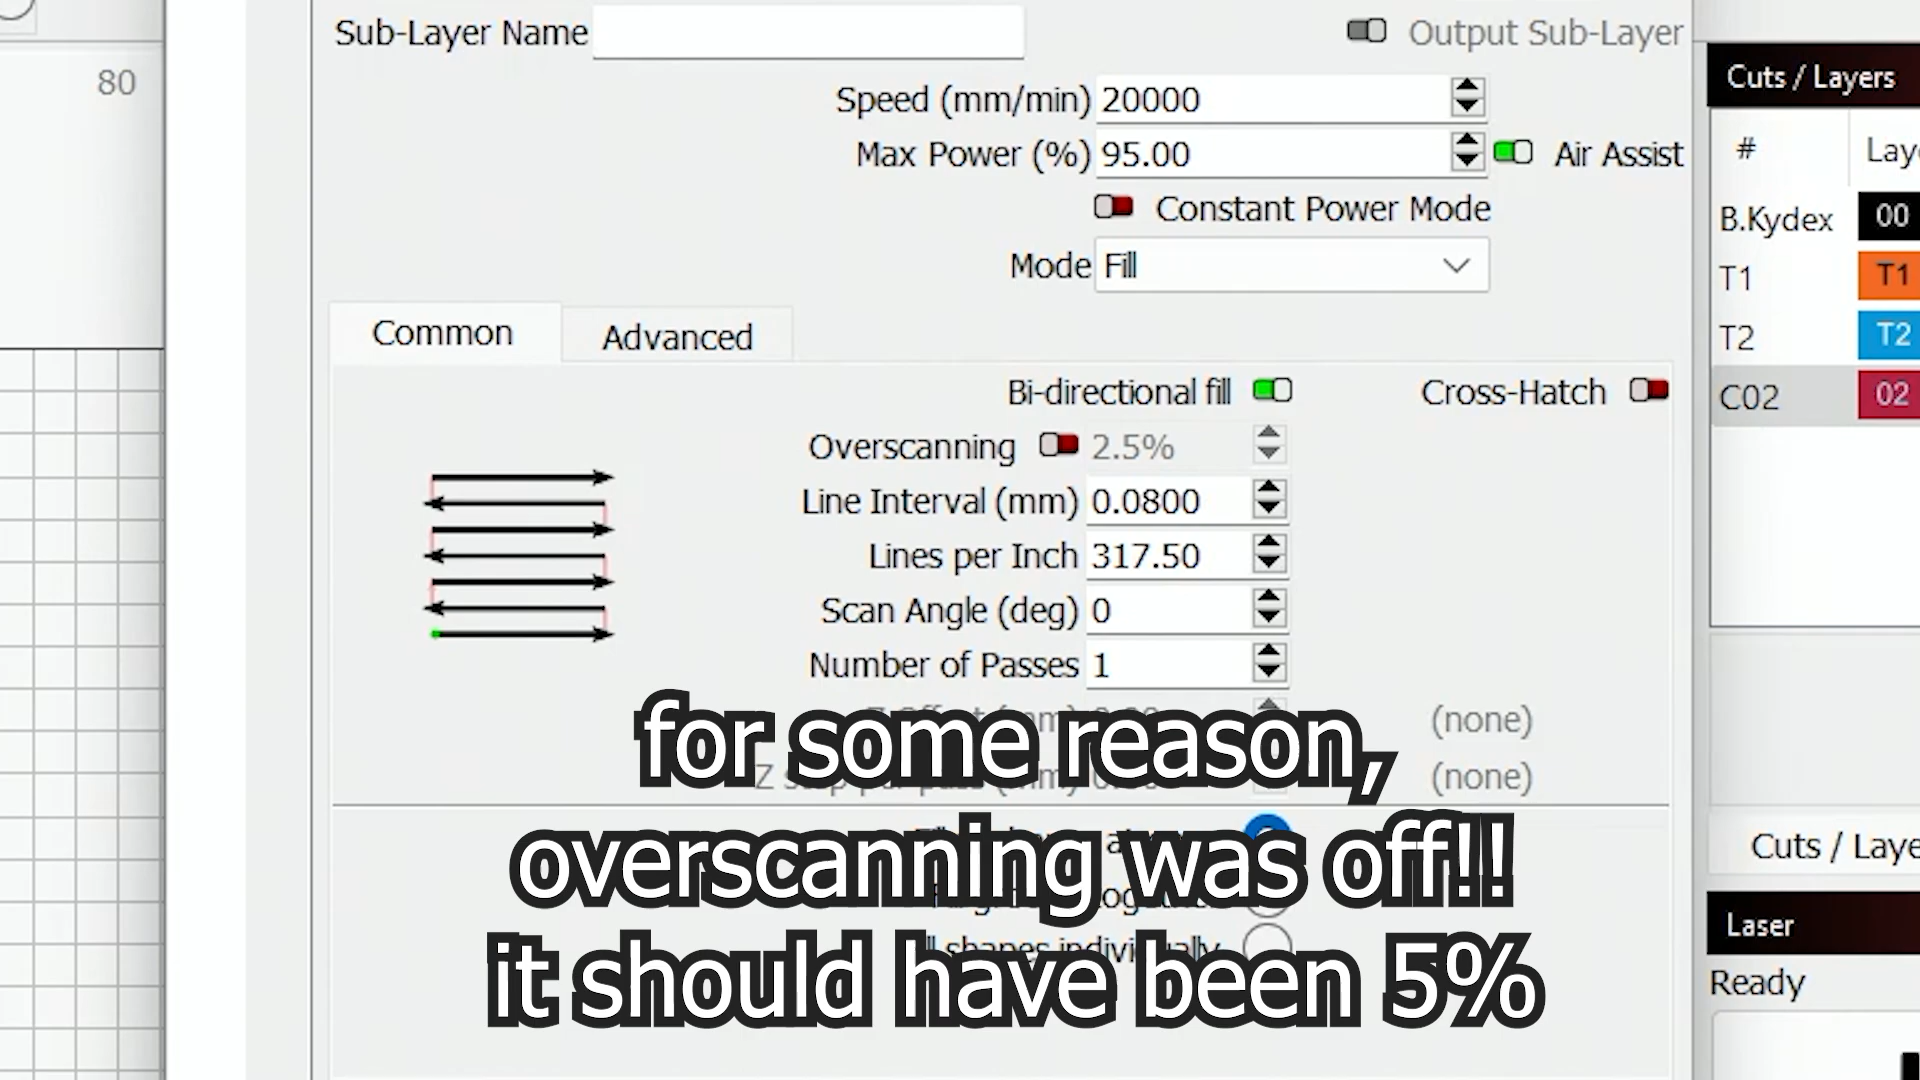 80
Sub-Layer Name
Output Sub-Layer
Speed (mm/min) 20000
Max Power (%) 95.00 Air Assist
Constant Power Mode
Mode Fill
Common Advanced
Bi-directional fill Cross-Hatch
Overscanning 2.5%
Line Interval (mm) 0.0800
Lines per Inch 317.50
Scan Angle (deg) 0
Number of Passes 1
(none)
(none)
for some reason,
overscanning was off!!
it should have been 5%
Cuts / Layers
#
B.Kydex 00
T1 T1
T2 T2
C02 02
Cuts / Laye
Laser
Ready